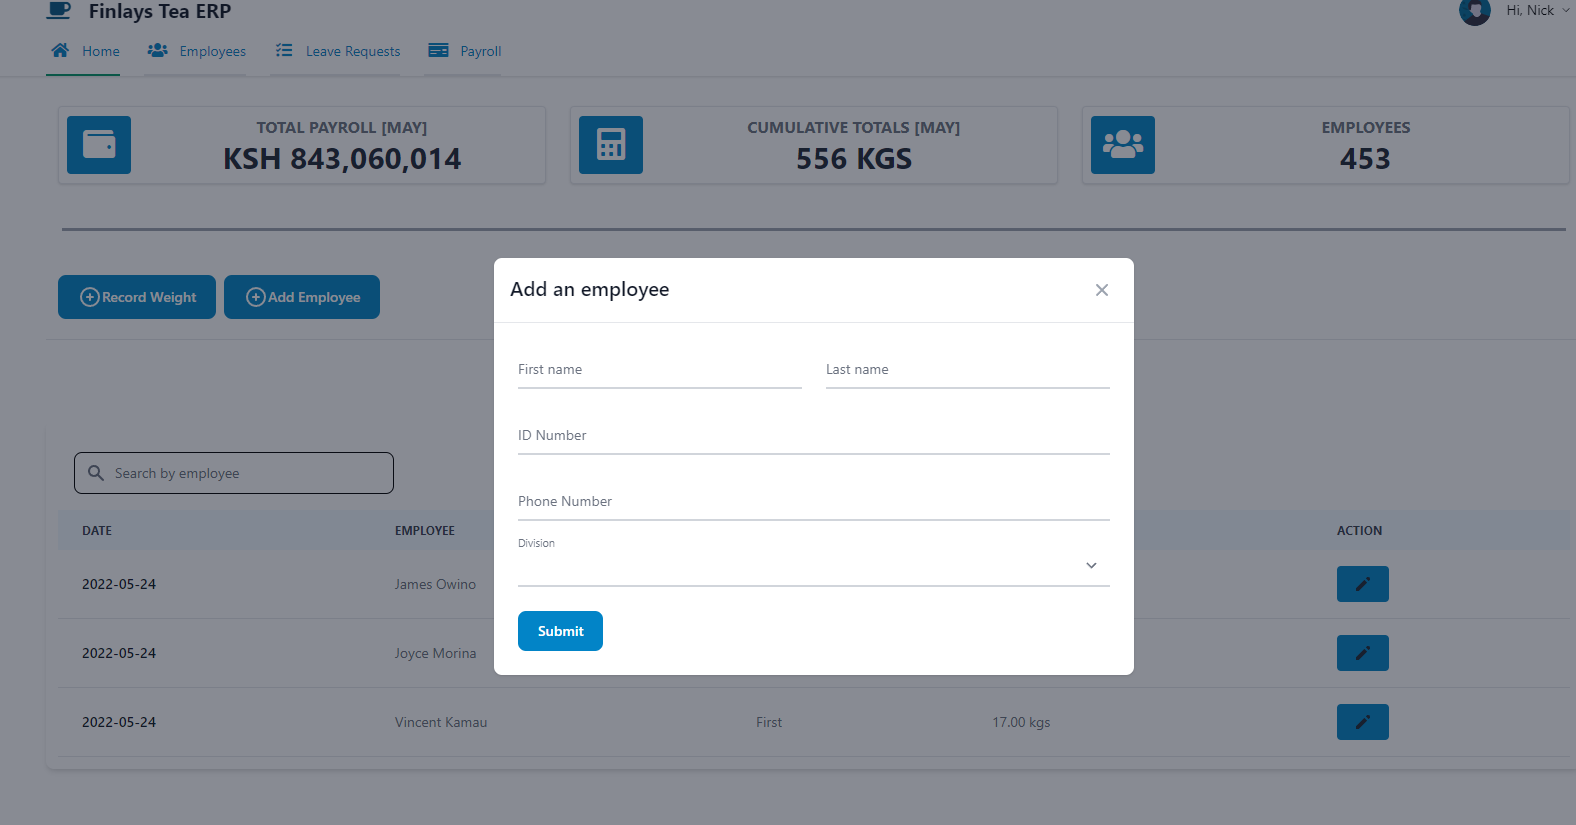 Finlays Tea ERP
Hi, Nick
Home
Employees
Leave Requests
Payroll
TOTAL PAYROLL [MAY]
KSH 843,060,014
CUMULATIVE TOTALS [MAY]
556 KGS
EMPLOYEES
453
Record Weight
Add Employee
Add an employee
First name
Last name
ID Number
Phone Number
Division
Submit
Search by employee
DATE
EMPLOYEE
ACTION
2022-05-24
James Owino
2022-05-24
Joyce Morina
2022-05-24
Vincent Kamau
First
17.00 kgs